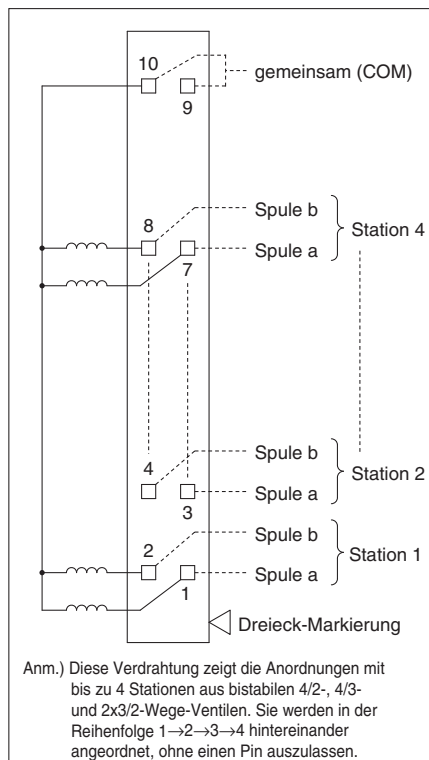 10
gemeinsam (COM)
9
8
Spule b
Station 4
Spule a
7
Spule b
4
Station 2
Spule a
3
Spule b
2
Station 1
Spule a
1
Dreieck-Markierung
Anm.) Diese Verdrahtung zeigt die Anordnungen mit
bis zu 4 Stationen aus bistabilen 4/2-, 4/3-
und 2x3/2-Wege-Ventilen. Sie werden in der
Reihenfolge 1→2→3→4 hintereinander
angeordnet, ohne einen Pin auszulassen.